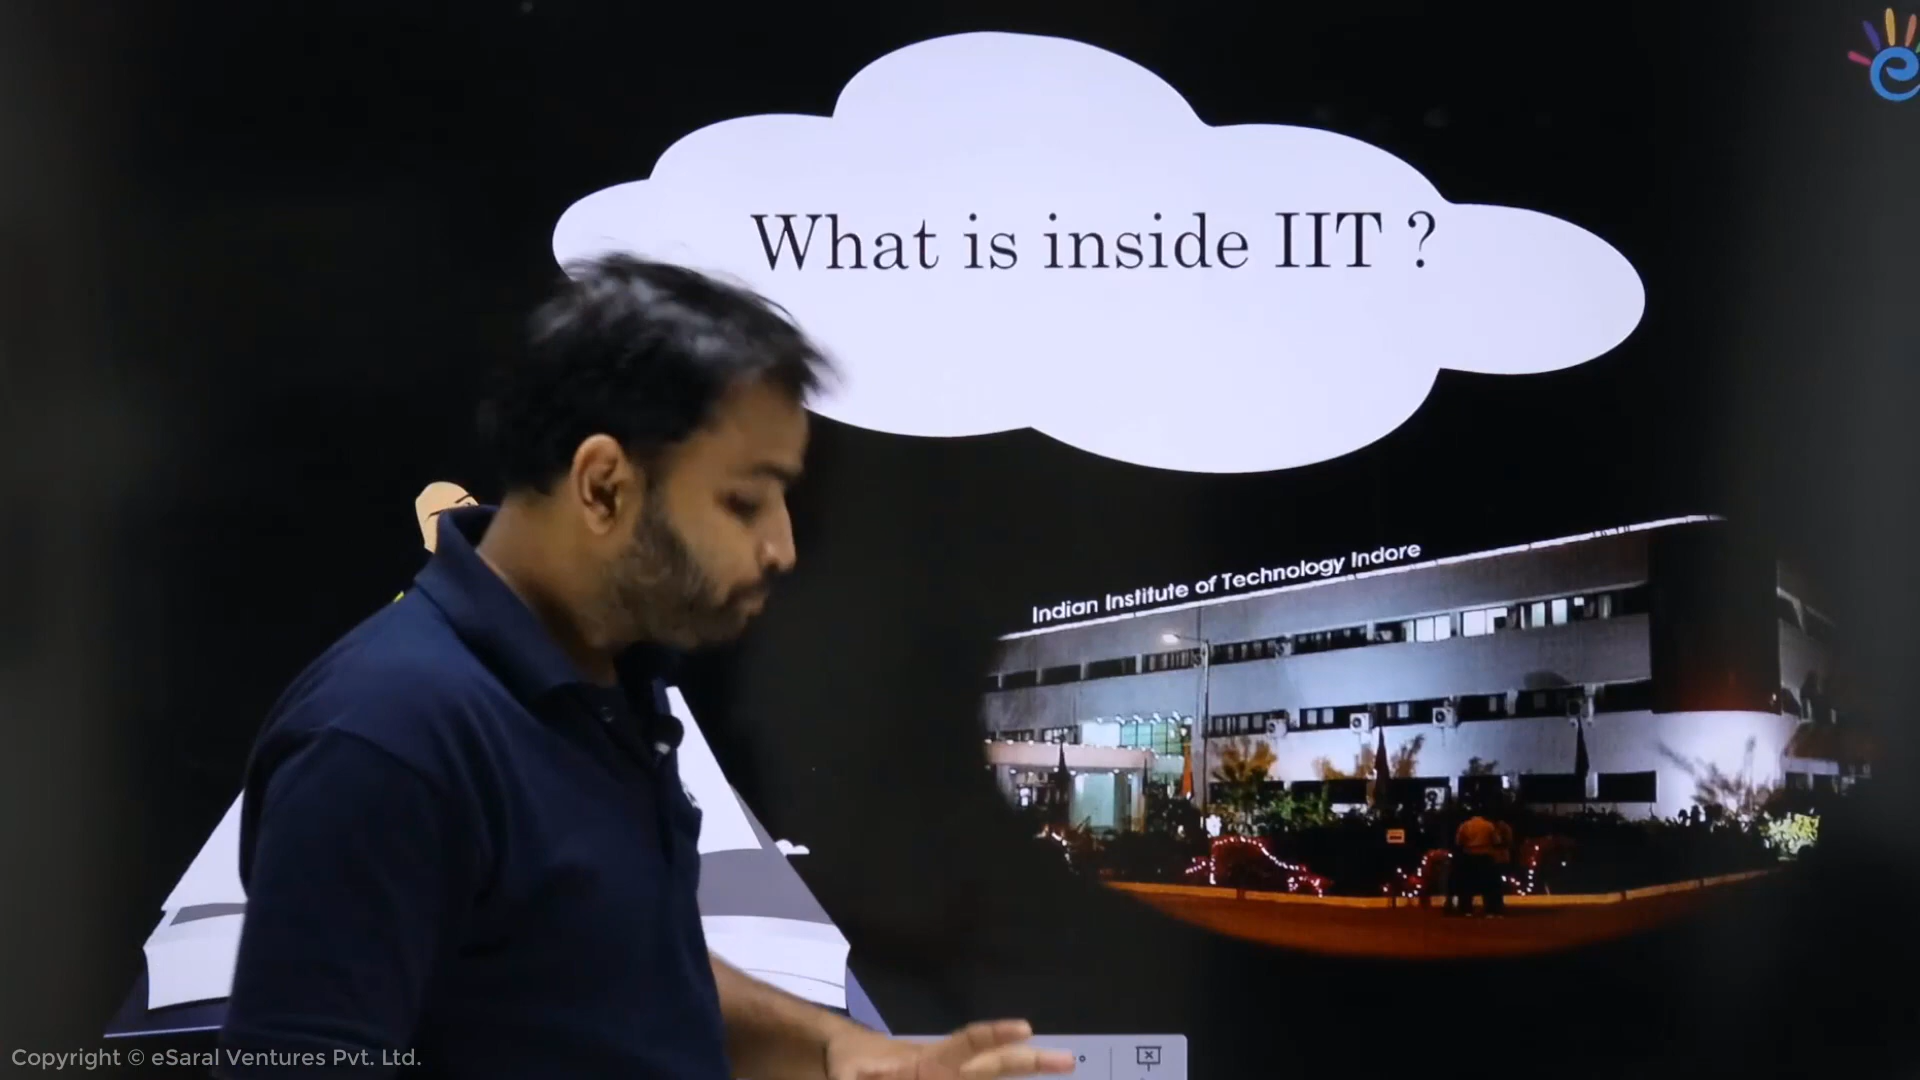 What is inside IIT ?
Indian Institute of Technology Indore
Copyright © eSaral Ventures Pvt. Ltd.